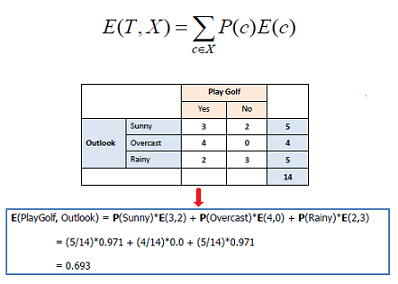 E(T, X) = ∑ P(c)E(c)
c∈X
Play Golf
Yes No
Sunny 3 2 5
Outlook Overcast 4 0 4
Rainy 2 3 5
14
E(PlayGolf, Outlook) = P(Sunny)*E(3,2) + P(Overcast)*E(4,0) + P(Rainy)*E(2,3)
= (5/14)*0.971 + (4/14)*0.0 + (5/14)*0.971
= 0.693